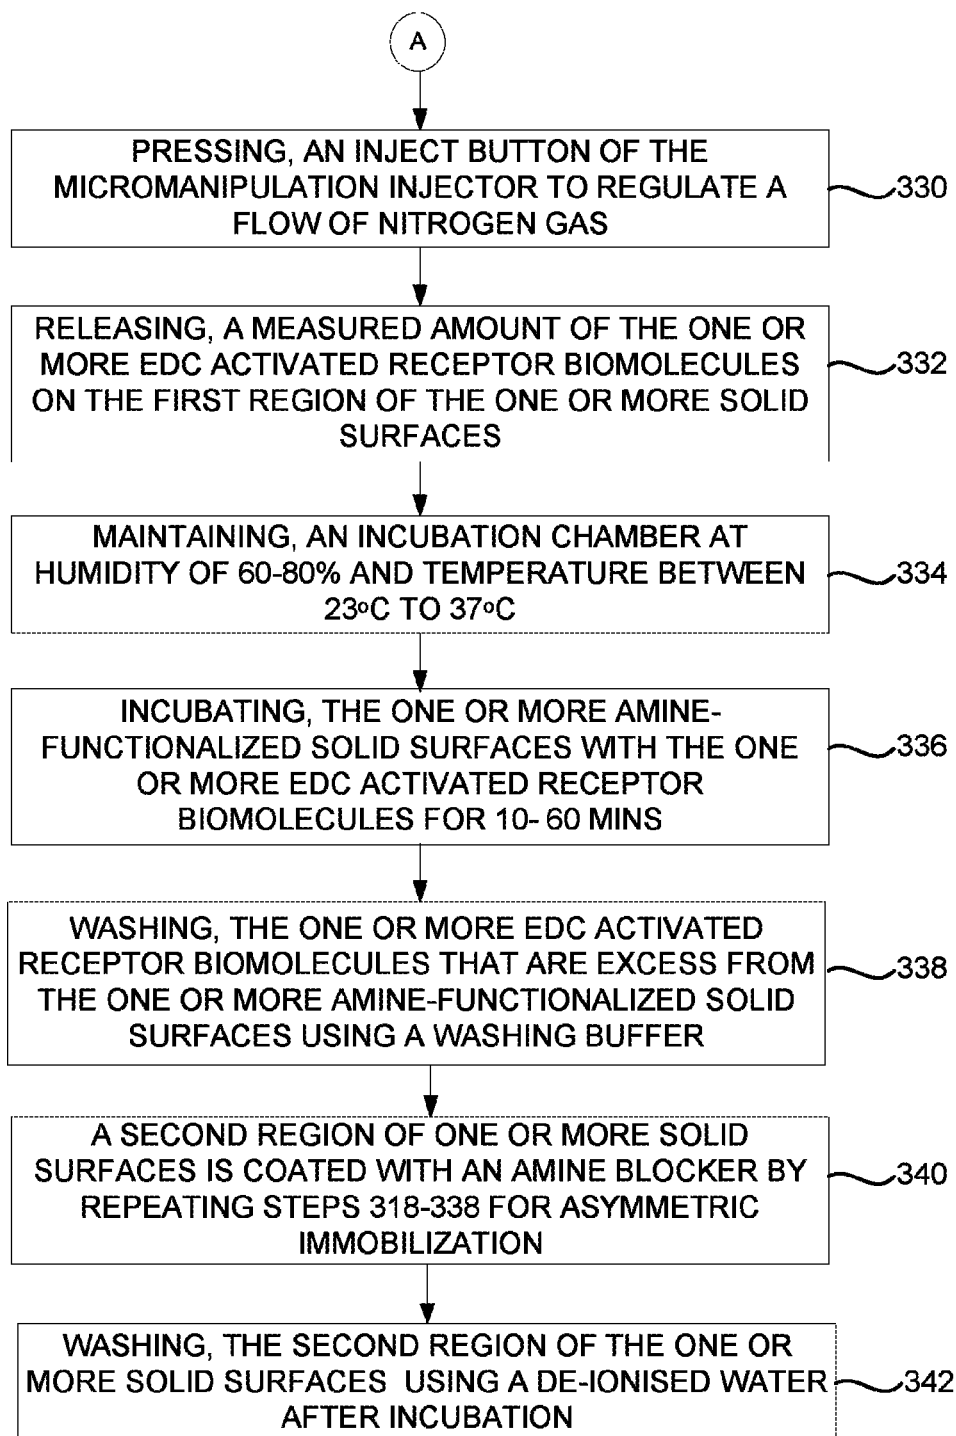 A
PRESSING, AN INJECT BUTTON OF THE
MICROMANIPULATION INJECTOR TO REGULATE A
FLOW OF NITROGEN GAS
330
RELEASING, A MEASURED AMOUNT OF THE ONE OR
MORE EDC ACTIVATED RECEPTOR BIOMOLECULES
ON THE FIRST REGION OF THE ONE OR MORE SOLID
SURFACES
332
MAINTAINING, AN INCUBATION CHAMBER AT
HUMIDITY OF 60-80% AND TEMPERATURE BETWEEN
23oC TO 37oC
334
INCUBATING, THE ONE OR MORE AMINE-
FUNCTIONALIZED SOLID SURFACES WITH THE ONE
OR MORE EDC ACTIVATED RECEPTOR
BIOMOLECULES FOR 10- 60 MINS
336
WASHING, THE ONE OR MORE EDC ACTIVATED
RECEPTOR BIOMOLECULES THAT ARE EXCESS FROM
THE ONE OR MORE AMINE-FUNCTIONALIZED SOLID
SURFACES USING A WASHING BUFFER
338
A SECOND REGION OF ONE OR MORE SOLID
SURFACES IS COATED WITH AN AMINE BLOCKER BY
REPEATING STEPS 318-338 FOR ASYMMETRIC
IMMOBILIZATION
340
WASHING, THE SECOND REGION OF THE ONE OR
MORE SOLID SURFACES USING A DE-IONISED WATER
AFTER INCUBATION
342